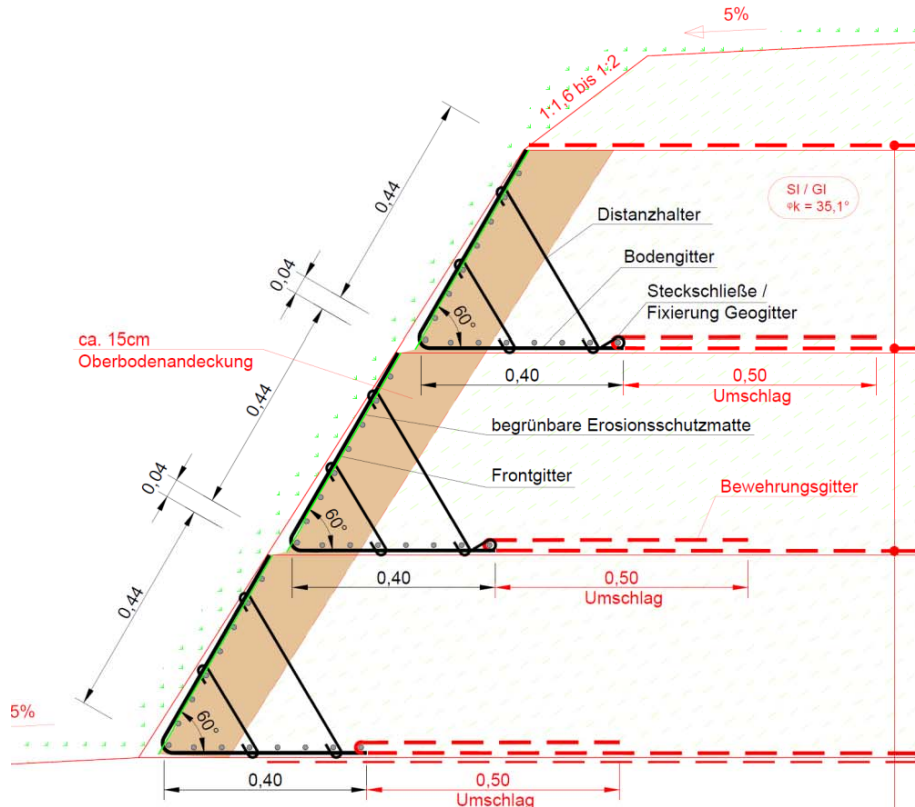 5%
1:1,6 bis 1:2
0,44
SI / GI
φk = 35,1°
Distanzhalter
Bodengitter
0,04
Steckschließe /
Fixierung Geogitter
60°
ca. 15cm
Oberbodenandeckung
0,40
0,50
Umschlag
0,44
begrünbare Erosionsschutzmatte
Frontgitter
Bewehrungsgitter
0,04
60°
0,40
0,50
Umschlag
0,44
5%
60°
0,40
0,50
Umschlag